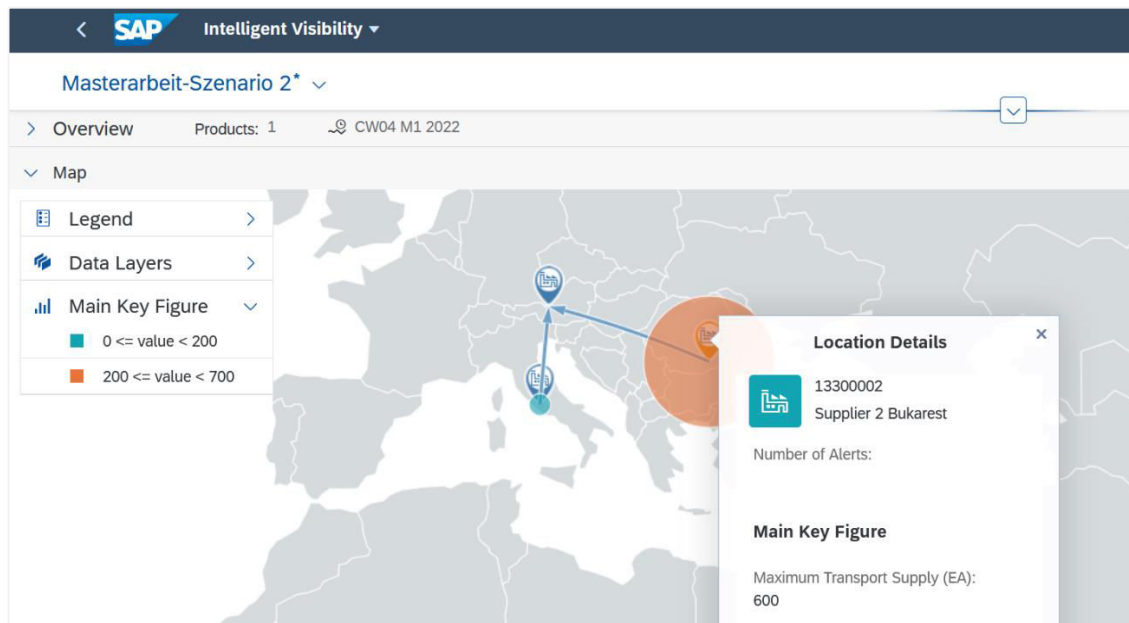 SAP Intelligent Visibility
Masterarbeit-Szenario 2*
Overview Products: 1 CW04 M1 2022
Map
Legend
Data Layers
Main Key Figure
0 <= value < 200
200 <= value < 700
Location Details
13300002
Supplier 2 Bukarest
Number of Alerts:
Main Key Figure
Maximum Transport Supply (EA):
600